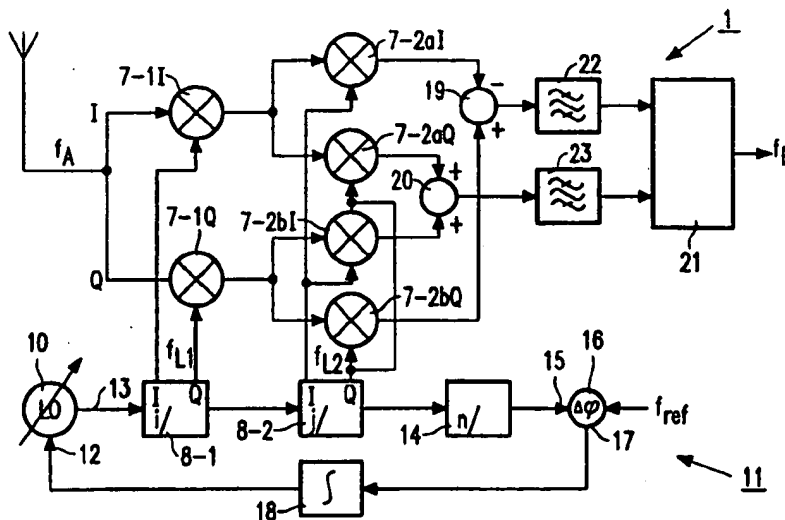 7-2aI
1
7-1I
22
19
−
+
I
f_A
7-2aQ
+
20
+
23
7-1Q
7-2bI
21
Q
7-2bQ
10
f_L1
f_L2
16
LO
13
I Q
i/
I Q
j/
n/
15
Δφ
f_ref
12
8-1
8-2
14
17
18
∫
11